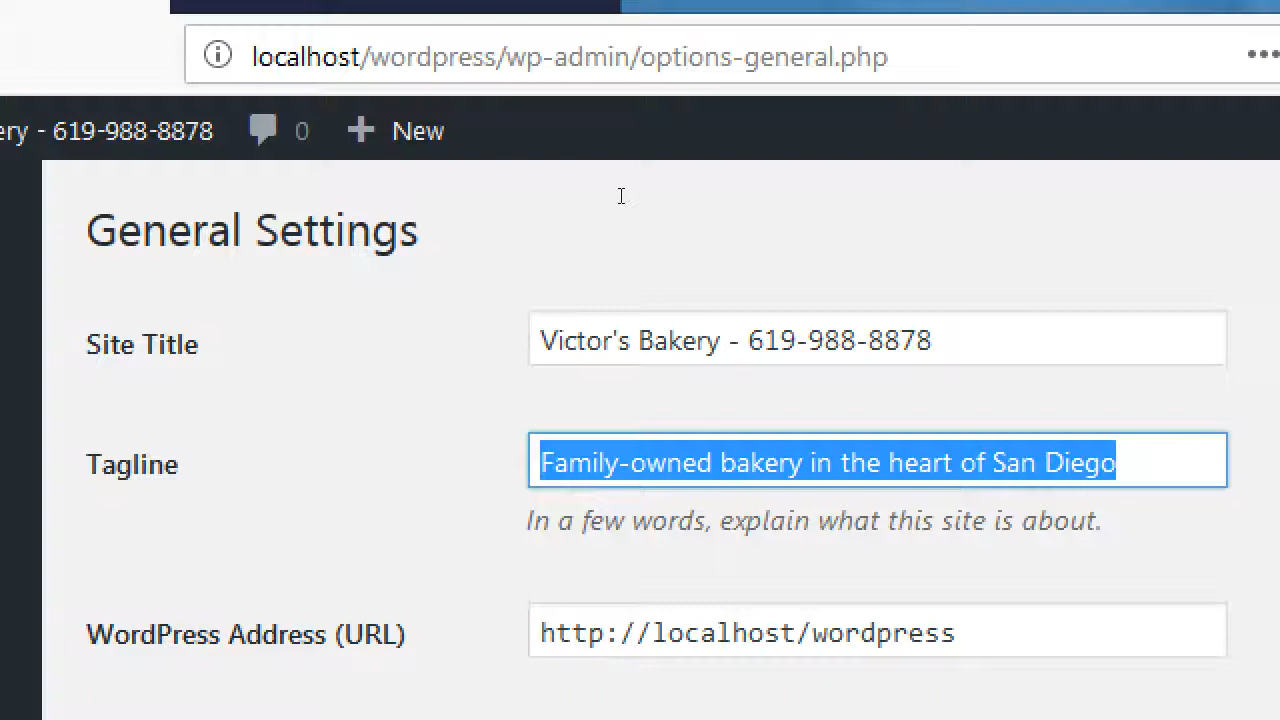 localhost/wordpress/wp-admin/options-general.php
- 619-988-8878 0 New
General Settings
Site Title Victor's Bakery - 619-988-8878
Tagline Family-owned bakery in the heart of San Diego
In a few words, explain what this site is about.
WordPress Address (URL) http://localhost/wordpress